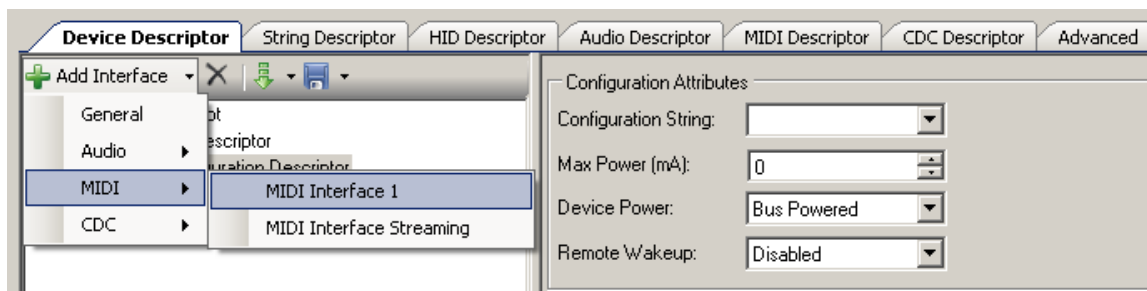 Device Descriptor String Descriptor HID Descriptor Audio Descriptor MIDI Descriptor CDC Descriptor Advanced
Add Interface
General
Audio
MIDI
CDC
MIDI Interface 1
MIDI Interface Streaming
Descriptor
Configuration Attributes
Configuration String:
Max Power (mA): 0
Device Power: Bus Powered
Remote Wakeup: Disabled